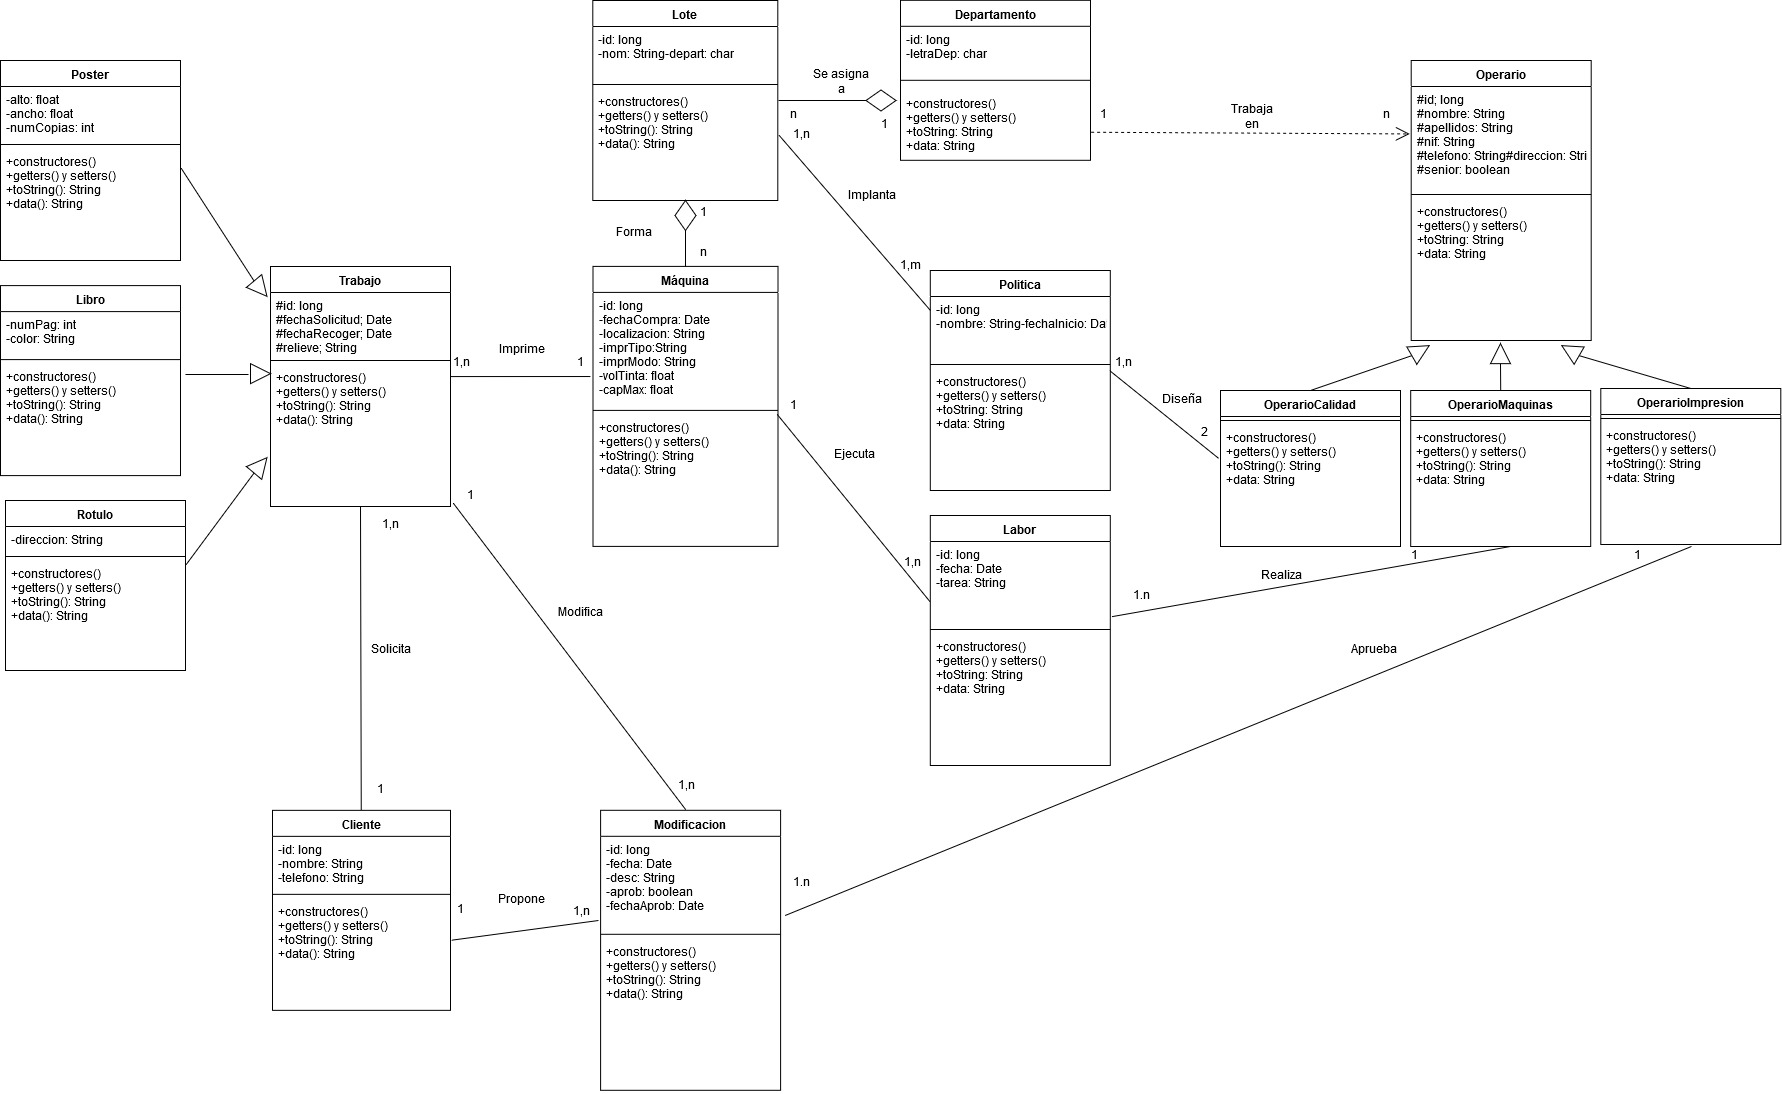 Lote
-id: long
-nom: String-depart: char
+constructores()
+getters() y setters()
+toString(): String
+data(): String
Departamento
-id: long
-letraDep: char
+constructores()
+getters() y setters()
+toString: String
+data: String
Se asigna
a
n
1
1,n
1
Trabaja
en
n
Operario
#id; long
#nombre: String
#apellidos: String
#nif: String
#telefono: String#direccion: Stri
#senior: boolean
+constructores()
+getters() y setters()
+toString: String
+data: String
Poster
-alto: float
-ancho: float
-numCopias: int
+constructores()
+getters() y setters()
+toString(): String
+data(): String
Implanta
1,m
1
Forma
n
Libro
-numPag: int
-color: String
+constructores()
+getters() y setters()
+toString(): String
+data(): String
Trabajo
#id: long
#fechaSolicitud; Date
#fechaRecoger; Date
#relieve; String
+constructores()
+getters() y setters()
+toString(): String
+data(): String
1,n
Imprime
1
Máquina
-id: long
-fechaCompra: Date
-localizacion: String
-imprTipo:String
-imprModo: String
-volTinta: float
-capMax: float
+constructores()
+getters() y setters()
+toString(): String
+data(): String
Politica
-id: long
-nombre: String-fechaInicio: Da
+constructores()
+getters() y setters()
+toString: String
+data: String
1,n
Diseña
2
OperarioCalidad
+constructores()
+getters() y setters()
+toString(): String
+data: String
OperarioMaquinas
+constructores()
+getters() y setters()
+toString(): String
+data: String
OperarioImpresion
+constructores()
+getters() y setters()
+toString(): String
+data: String
1
Ejecuta
1,n
Rotulo
-direccion: String
+constructores()
+getters() y setters()
+toString(): String
+data(): String
1
1,n
Labor
-id: long
-fecha: Date
-tarea: String
+constructores()
+getters() y setters()
+toString: String
+data: String
1.n
Realiza
1
1
Modifica
Solicita
Aprueba
1
1,n
1.n
Cliente
-id: long
-nombre: String
-telefono: String
+constructores()
+getters() y setters()
+toString(): String
+data(): String
1
Propone
1,n
Modificacion
-id: long
-fecha: Date
-desc: String
-aprob: boolean
-fechaAprob: Date
+constructores()
+getters() y setters()
+toString(): String
+data(): String